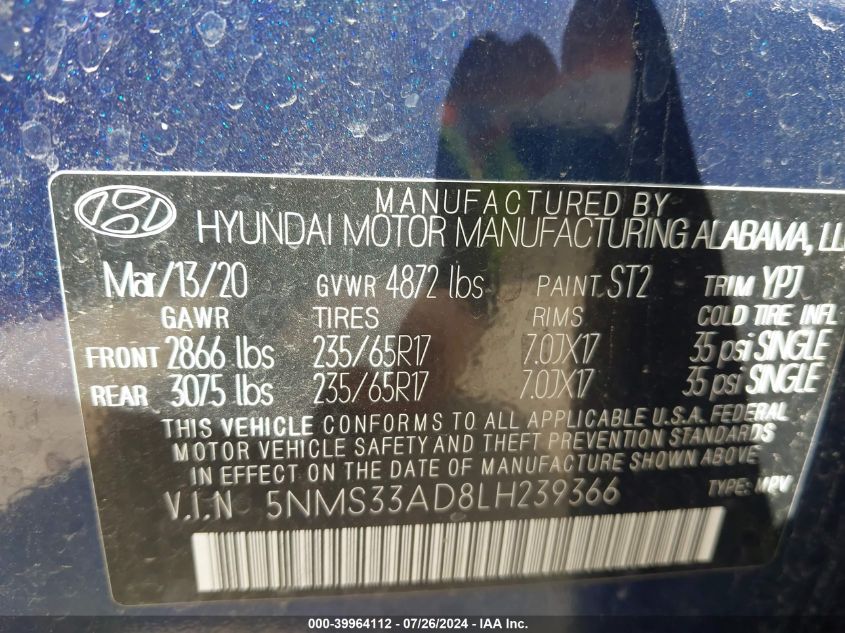 MANUFACTURED BY
HYUNDAI MOTOR MANUFACTURING ALABAMA, LL
Mar/13/20 GVWR 4872 lbs PAINT ST2 TRIM YPJ
GAWR TIRES RIMS COLD TIRE INFL
FRONT 2866 lbs 235/65R17 7.0JX17 35 psi SINGLE
REAR 3075 lbs 235/65R17 7.0JX17 35 psi SINGLE
THIS VEHICLE CONFORMS TO ALL APPLICABLE U.S.A. FEDERAL
MOTOR VEHICLE SAFETY AND THEFT PREVENTION STANDARDS
IN EFFECT ON THE DATE OF MANUFACTURE SHOWN ABOVE
V.I.N 5NMS33AD8LH239366 TYPE: MPV
000-39964112 - 07/26/2024 - IAA Inc.